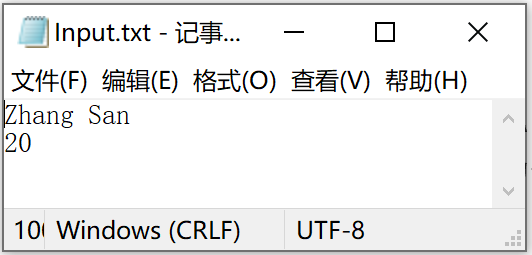 Input.txt - 记事...
文件(F) 编辑(E) 格式(O) 查看(V) 帮助(H)
Zhang San
20
Windows (CRLF) UTF-8